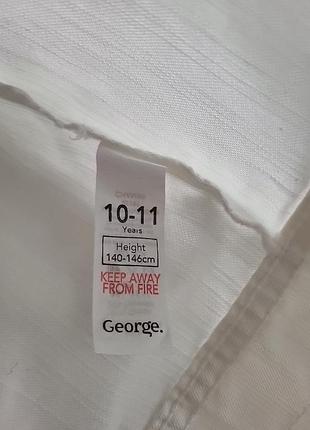 10-11
Years
Height
140-146cm
KEEP AWAY
FROM FIRE
George.